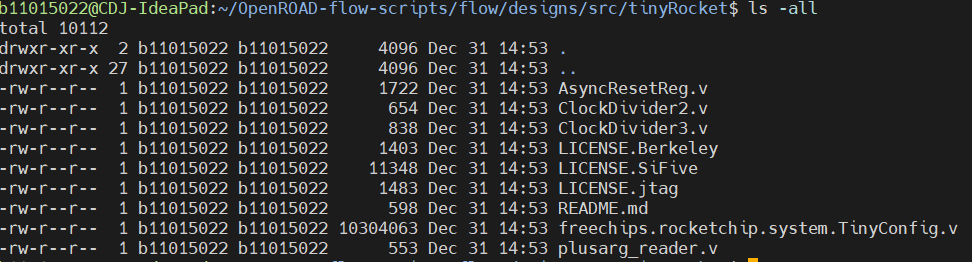 b11015022@CDJ-IdeaPad:~/OpenROAD-flow-scripts/flow/designs/src/tinyRocket$ ls -all
total 10112
drwxr-xr-x  2 b11015022 b11015022     4096 Dec 31 14:53 .
drwxr-xr-x 27 b11015022 b11015022     4096 Dec 31 14:53 ..
-rw-r--r--  1 b11015022 b11015022     1722 Dec 31 14:53 AsyncResetReg.v
-rw-r--r--  1 b11015022 b11015022      654 Dec 31 14:53 ClockDivider2.v
-rw-r--r--  1 b11015022 b11015022      838 Dec 31 14:53 ClockDivider3.v
-rw-r--r--  1 b11015022 b11015022     1403 Dec 31 14:53 LICENSE.Berkeley
-rw-r--r--  1 b11015022 b11015022    11348 Dec 31 14:53 LICENSE.SiFive
-rw-r--r--  1 b11015022 b11015022     1483 Dec 31 14:53 LICENSE.jtag
-rw-r--r--  1 b11015022 b11015022      598 Dec 31 14:53 README.md
-rw-r--r--  1 b11015022 b11015022 10304063 Dec 31 14:53 freechips.rocketchip.system.TinyConfig.v
-rw-r--r--  1 b11015022 b11015022      553 Dec 31 14:53 plusarg_reader.v